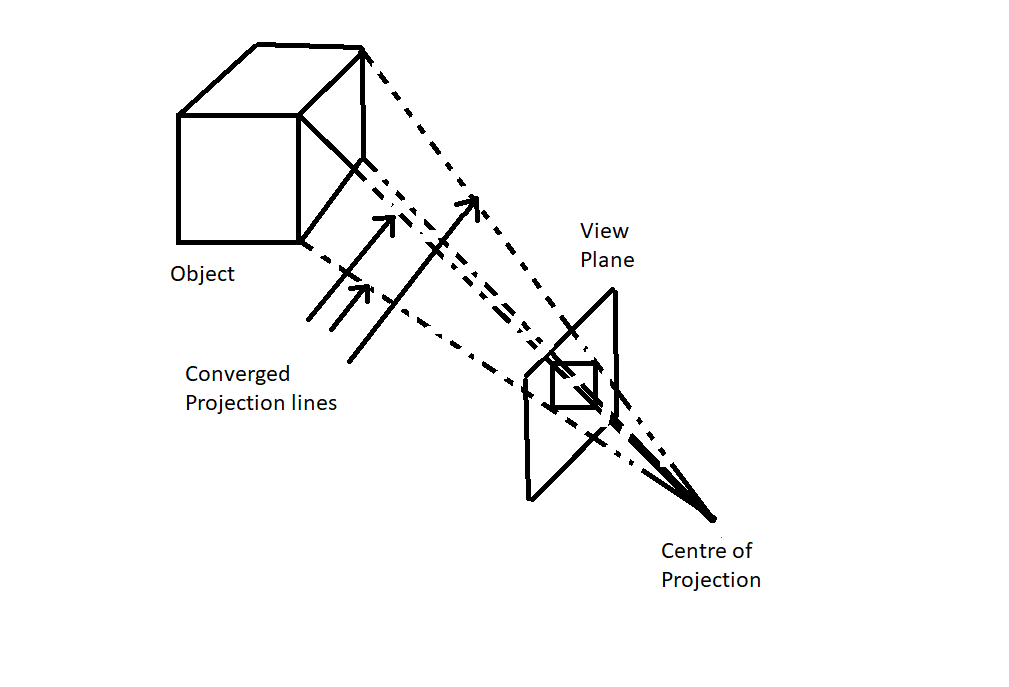 View
Plane
Object
Converged
Projection lines
Centre of
Projection